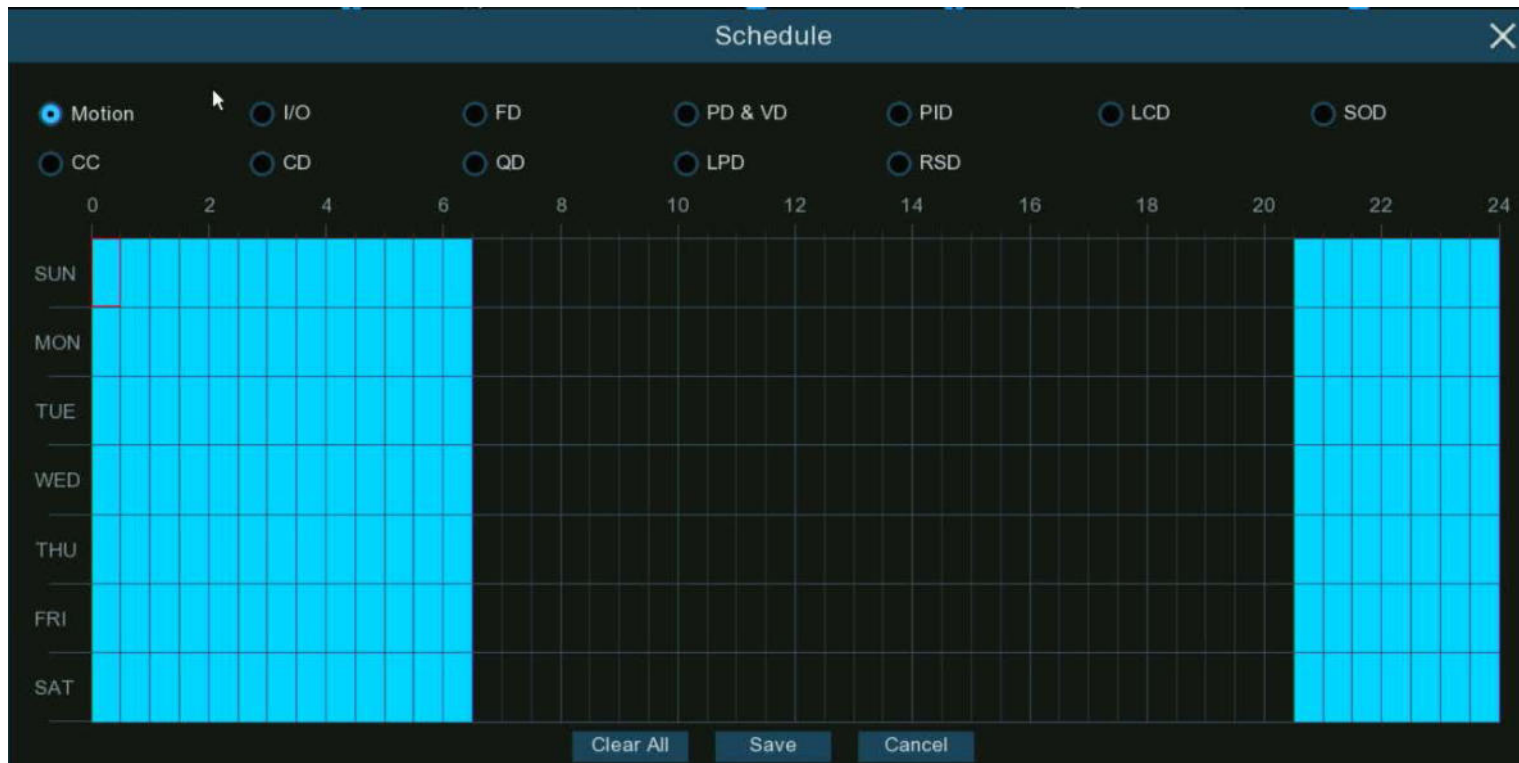 Schedule
Motion I/O FD PD & VD PID LCD SOD
CC CD QD LPD RSD
0 2 4 6 8 10 12 14 16 18 20 22 24
SUN
MON
TUE
WED
THU
FRI
SAT
Clear All Save Cancel